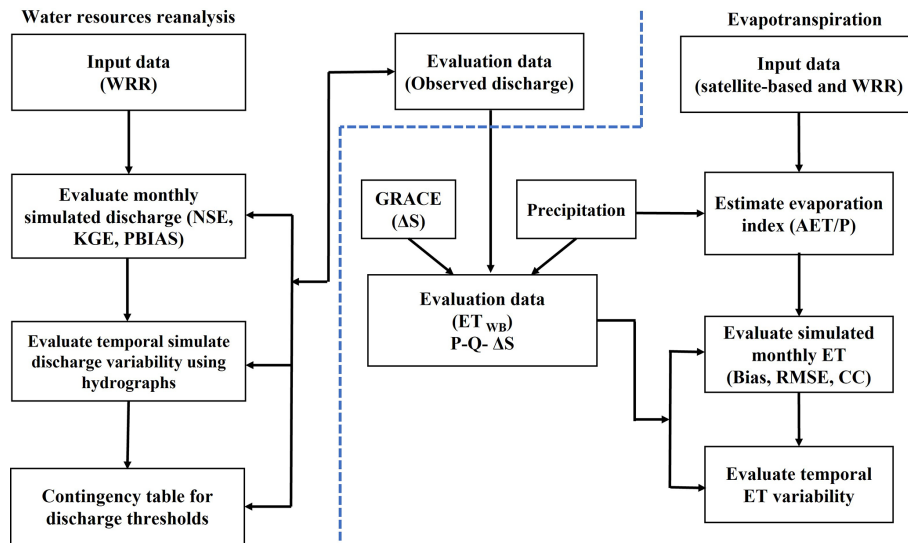 Water resources reanalysis
Input data
(WRR)
Evaluate monthly
simulated discharge (NSE,
KGE, PBIAS)
Evaluate temporal simulate
discharge variability using
hydrographs
Contingency table for
discharge thresholds
Evaluation data
(Observed discharge)
GRACE
(ΔS)
Precipitation
Evaluation data
(ET WB)
P-Q- ΔS
Evapotranspiration
Input data
(satellite-based and WRR)
Estimate evaporation
index (AET/P)
Evaluate simulated
monthly ET
(Bias, RMSE, CC)
Evaluate temporal
ET variability